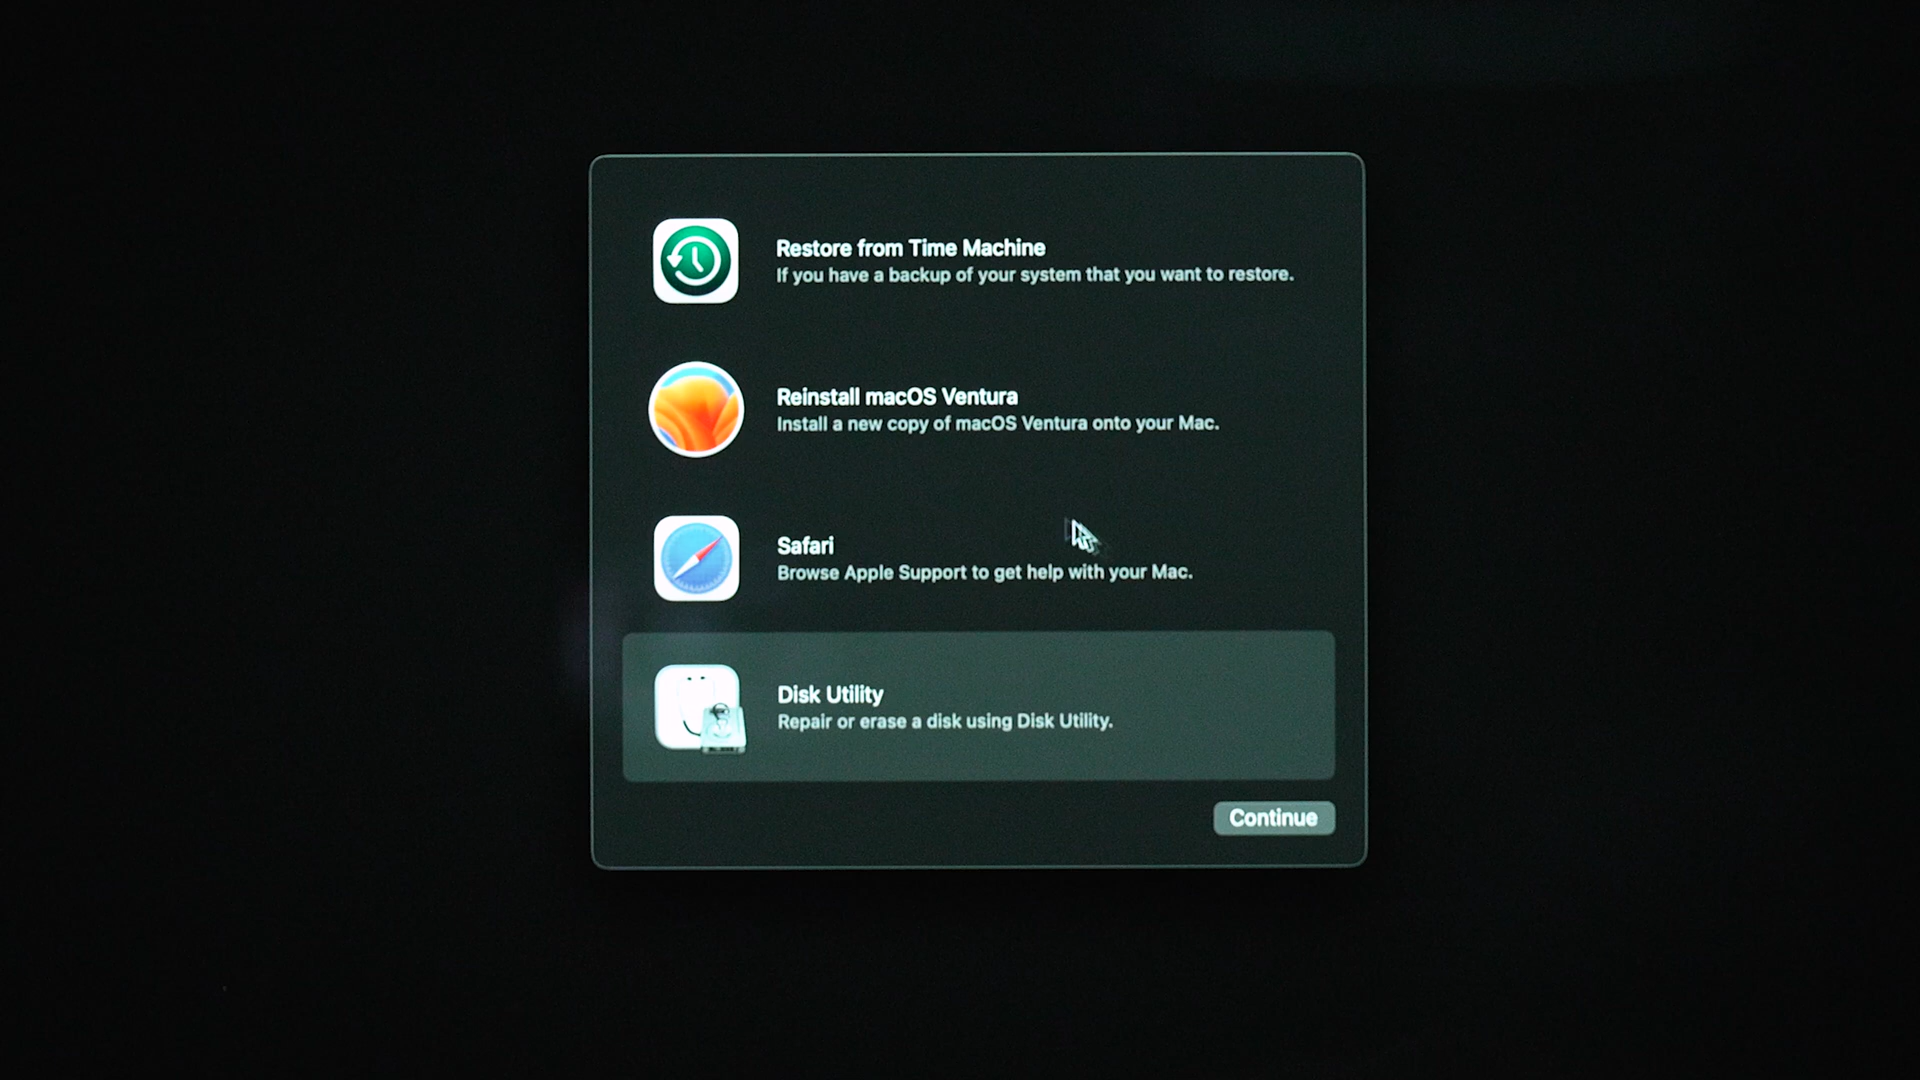 Restore from Time Machine
If you have a backup of your system that you want to restore.
Reinstall macOS Ventura
Install a new copy of macOS Ventura onto your Mac.
Safari
Browse Apple Support to get help with your Mac.
Disk Utility
Repair or erase a disk using Disk Utility.
Continue